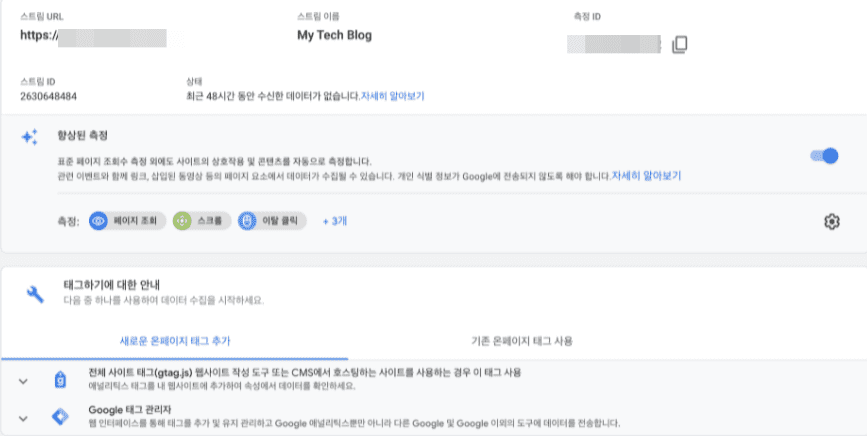 스트림 URL
스트림 이름
측정 ID
https:/
My Tech Blog
스트림 ID
상태
2630648484
최근 48시간 동안 수신한 데이터가 없습니다.자세히 알아보기
향상된 측정
표준 페이지 조회수 측정 외에도 사이트의 상호작용 및 콘텐츠를 자동으로 측정합니다.
관련 이벤트와 함께 링크, 삽입된 동영상 등의 페이지 요소에서 데이터가 수집될 수 있습니다. 개인 식별 정보가 Google에 전송되지 않도록 해야 합니다.자세히 알아보기
측정: 페이지 조회 스크롤 이탈 클릭 + 3개
태그하기에 대한 안내
다음 중 하나를 사용하여 데이터 수집을 시작하세요.
새로운 온페이지 태그 추가
기존 온페이지 태그 사용
전체 사이트 태그(gtag.js) 웹사이트 작성 도구 또는 CMS에서 호스팅하는 사이트를 사용하는 경우 이 태그 사용
애널리틱스 태그를 내 웹사이트에 추가하여 속성에서 데이터를 확인하세요.
Google 태그 관리자
웹 인터페이스를 통해 태그를 추가 및 유지 관리하고 Google 애널리틱스뿐만 아니라 다른 Google 및 Google 이외의 도구에 데이터를 전송합니다.